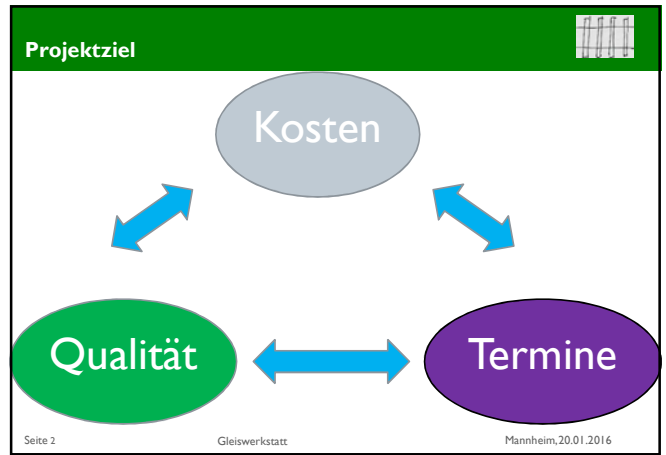 Projektziel
Kosten
Qualität
Termine
Seite 2 Gleiswerkstatt Mannheim,20.01.2016